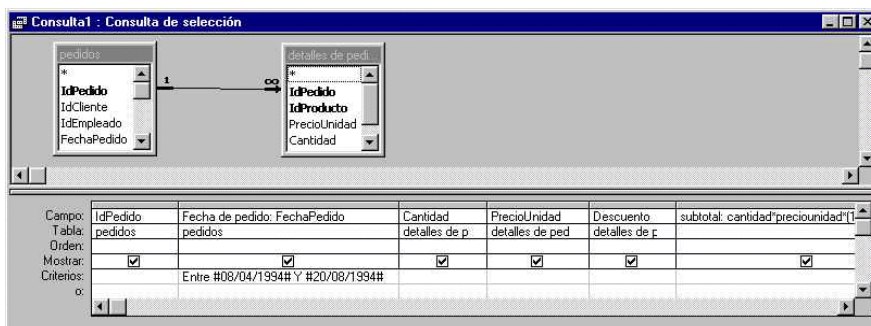 Consulta1 : Consulta de selección
pedidos
*
IdPedido
IdCliente
IdEmpleado
FechaPedido
1
∞
detalles de pedi...
*
IdPedido
IdProducto
PrecioUnidad
Cantidad
Campo: IdPedido Fecha de pedido: FechaPedido Cantidad PrecioUnidad Descuento subtotal: cantidad*preciounidad*(1
Tabla: pedidos pedidos detalles de p detalles de ped detalles de p
Orden:
Mostrar:
Criterios: Entre #08/04/1994# Y #20/08/1994#
o: